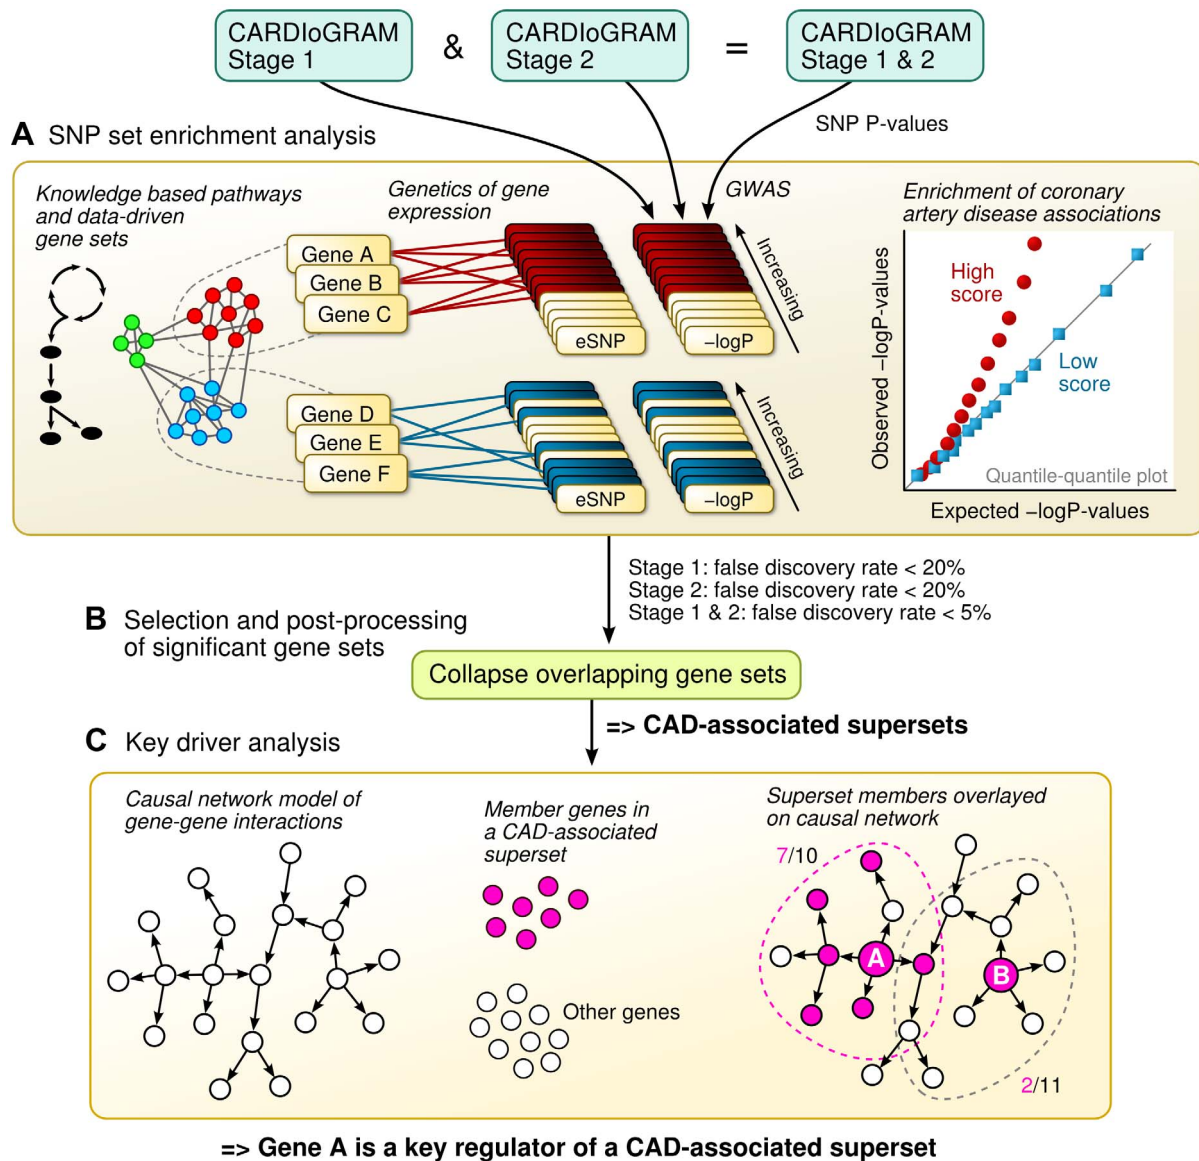 CARDIoGRAM
Stage 1
&
CARDIoGRAM
Stage 2
=
CARDIoGRAM
Stage 1 & 2
SNP P-values
A SNP set enrichment analysis
Knowledge based pathways
and data-driven
gene sets
Genetics of gene
expression
GWAS
Enrichment of coronary
artery disease associations
Gene A
Gene B
Gene C
eSNP
–logP
Increasing
Gene D
Gene E
Gene F
eSNP
–logP
Increasing
High
score
Low
score
Observed –logP-values
Quantile-quantile plot
Expected –logP-values
Stage 1: false discovery rate < 20%
Stage 2: false discovery rate < 20%
Stage 1 & 2: false discovery rate < 5%
B Selection and post-processing
of significant gene sets
Collapse overlapping gene sets
=> CAD-associated supersets
C Key driver analysis
Causal network model of
gene-gene interactions
Member genes in
a CAD-associated
superset
Other genes
Superset members overlayed
on causal network
7/10
A
B
2/11
=> Gene A is a key regulator of a CAD-associated superset